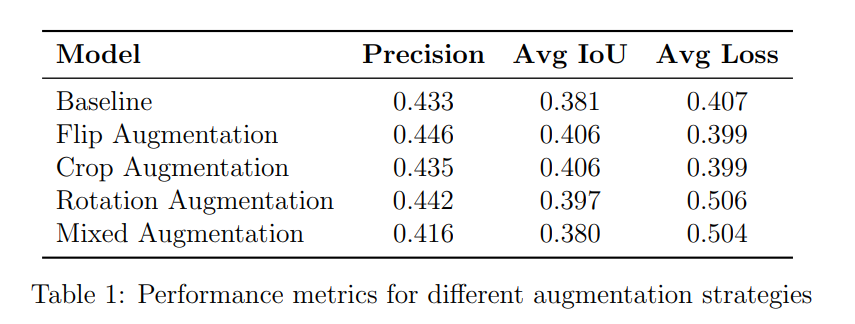 Model Precision Avg IoU Avg Loss
Baseline 0.433 0.381 0.407
Flip Augmentation 0.446 0.406 0.399
Crop Augmentation 0.435 0.406 0.399
Rotation Augmentation 0.442 0.397 0.506
Mixed Augmentation 0.416 0.380 0.504
Table 1: Performance metrics for different augmentation strategies